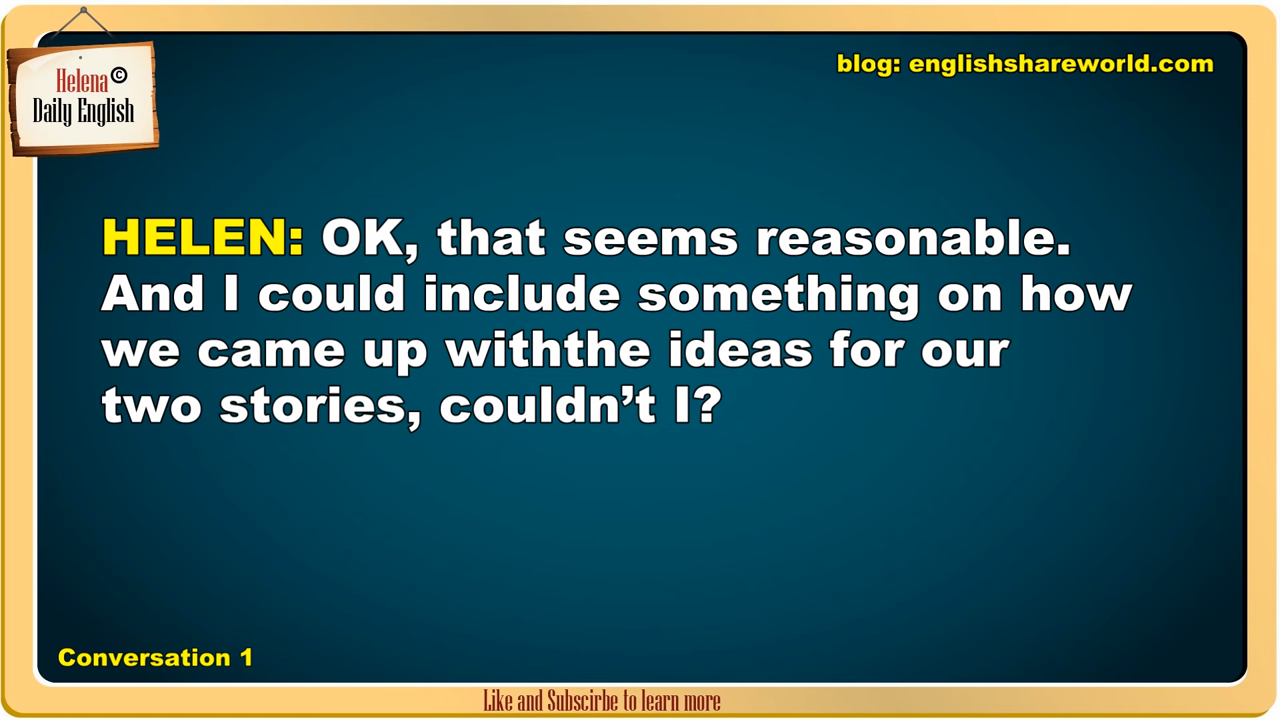 Helena©
Daily English
blog: englishshareworld.com
HELEN: OK, that seems reasonable.
And I could include something on how
we came up withthe ideas for our
two stories, couldn’t I?
Conversation 1
Like and Subscirbe to learn more